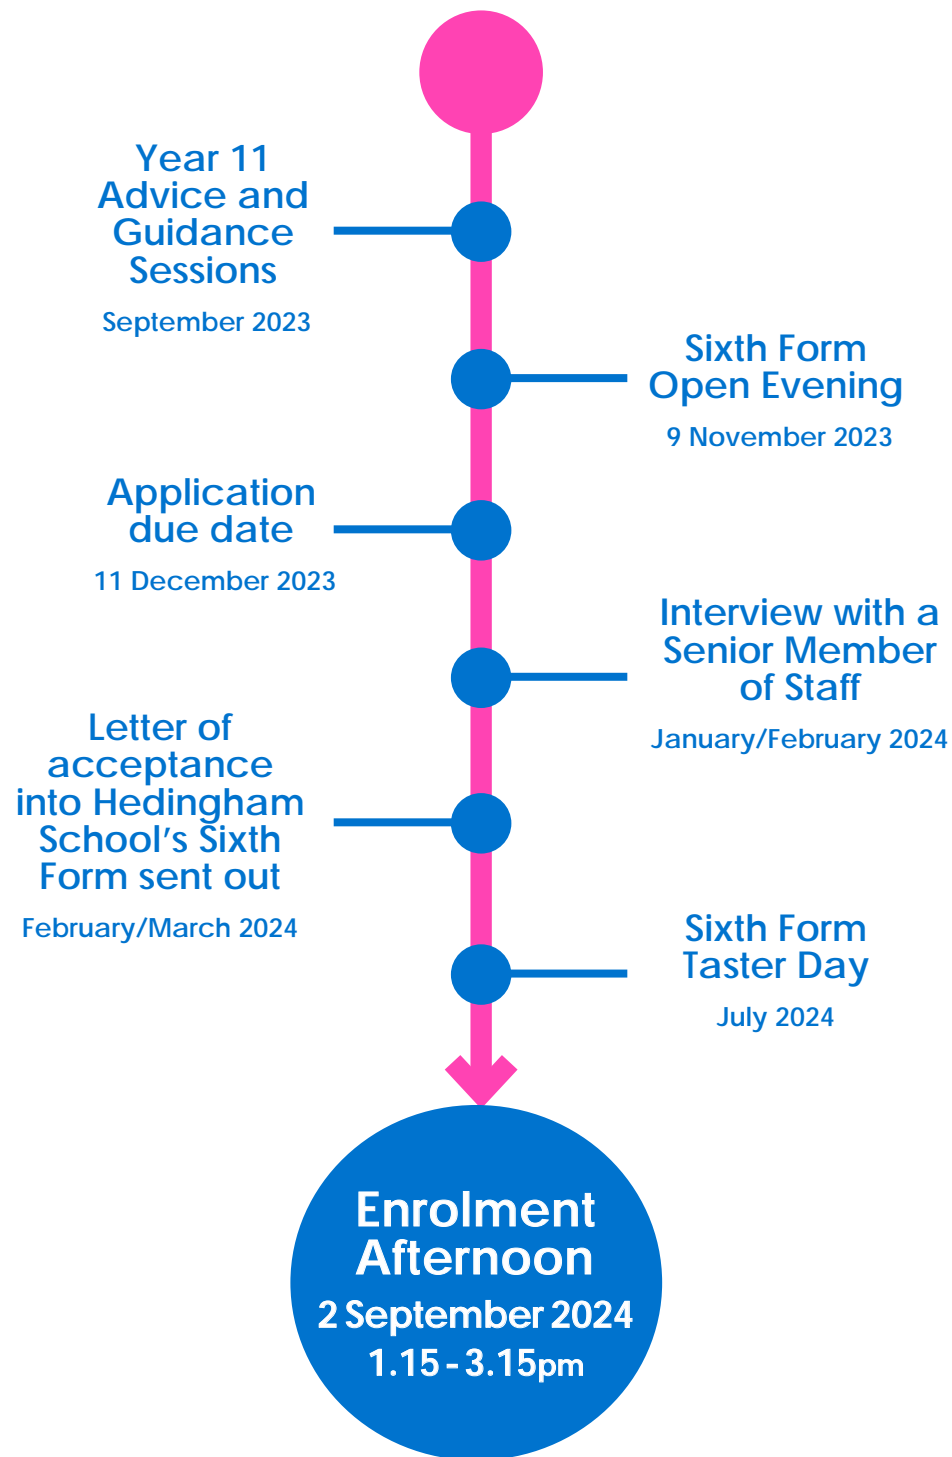 Year 11
Advice and
Guidance
Sessions
September 2023
Sixth Form
Open Evening
9 November 2023
Application
due date
11 December 2023
Interview with a
Senior Member
of Staff
January/February 2024
Letter of
acceptance
into Hedingham
School’s Sixth
Form sent out
February/March 2024
Sixth Form
Taster Day
July 2024
Enrolment
Afternoon
2 September 2024
1.15 - 3.15pm